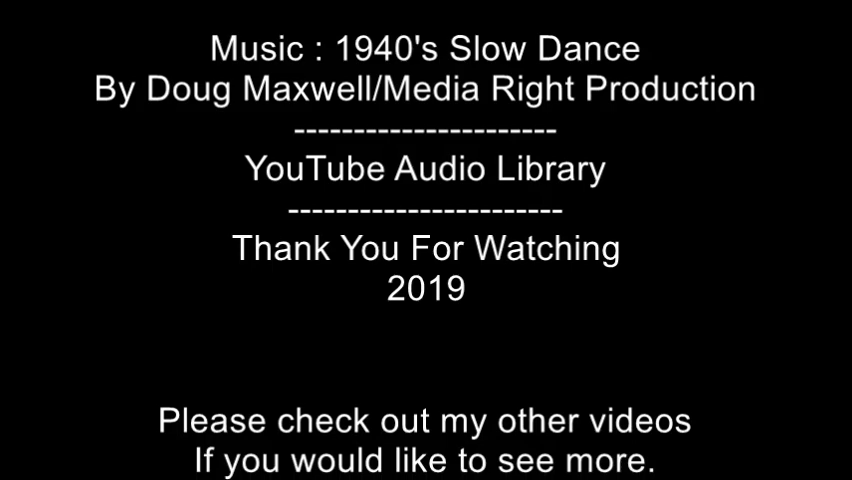 Music : 1940's Slow Dance
By Doug Maxwell/Media Right Production
----------------------
YouTube Audio Library
-----------------------
Thank You For Watching
2019
Please check out my other videos
If you would like to see more.